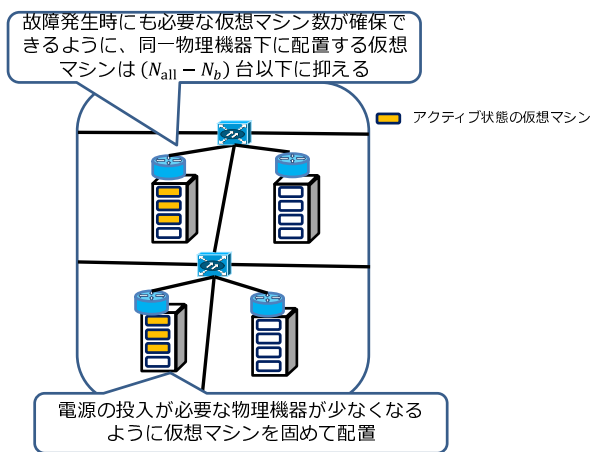 故障発生時にも必要な仮想マシン数が確保で
きるように、同一物理機器下に配置する仮想
マシンは (N_all − N_b) 台以下に抑える
アクティブ状態の仮想マシン
電源の投入が必要な物理機器が少なくなる
ように仮想マシンを固めて配置